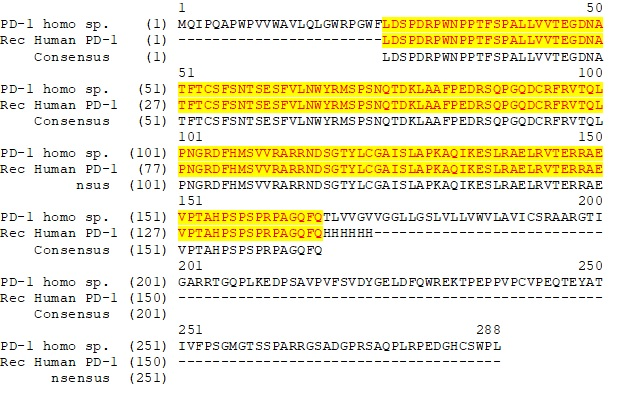 1 50
PD-1 homo sp. (1) MQIPQAPWPVVWAVLQLGWRPGWFLDSPDRPWNPPTFSPALLVVTEGDNA
Rec Human PD-1 (1) ------------------------LDSPDRPWNPPTFSPALLVVTEGDNA
Consensus (1) LDSPDRPWNPPTFSPALLVVTEGDNA
51 100
PD-1 homo sp. (51) TFTCSFSNTSESFVLNWYRMSPSNQTDKLAAFPEDRSQPGQDCRFRVTQL
Rec Human PD-1 (27) TFTCSFSNTSESFVLNWYRMSPSNQTDKLAAFPEDRSQPGQDCRFRVTQL
Consensus (51) TFTCSFSNTSESFVLNWYRMSPSNQTDKLAAFPEDRSQPGQDCRFRVTQL
101 150
PD-1 homo sp. (101) PNGRDFHMSVVRARRNDSGTYLCGAISLAPKAQIKESLRAELRVTERRAE
Rec Human PD-1 (77) PNGRDFHMSVVRARRNDSGTYLCGAISLAPKAQIKESLRAELRVTERRAE
nsus (101) PNGRDFHMSVVRARRNDSGTYLCGAISLAPKAQIKESLRAELRVTERRAE
151 200
PD-1 homo sp. (151) VPTAHPSPSPRPAGQFQTLVVGVVGGLLGSLVLLVWVLAVICSRAARGTI
Rec Human PD-1 (127) VPTAHPSPSPRPAGQFQHHHHHH---------------------------
Consensus (151) VPTAHPSPSPRPAGQFQ
201 250
PD-1 homo sp. (201) GARRTGQPLKEDPSAVPVFSVDYGELDFQWREKTPEPPVPCVPEQTEYAT
Rec Human PD-1 (150) --------------------------------------------------
Consensus (201)
251 288
PD-1 homo sp. (251) IVFPSGMGTSSPARRGSADGPRSAQPLRPEDGHCSWPL
Rec Human PD-1 (150) --------------------------------------
nsensus (251)